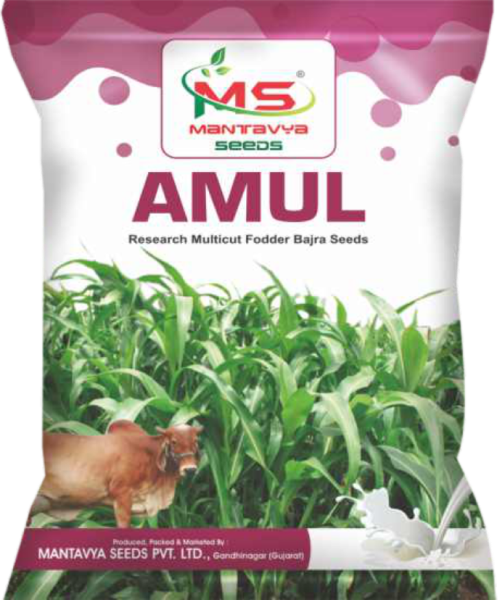 MS®
MANTAVYA
SEEDS
AMUL
Research Multicut Fodder Bajra Seeds
Produced, Packed & Marketed By :
MANTAVYA SEEDS PVT. LTD., Gandhinagar (Gujarat)